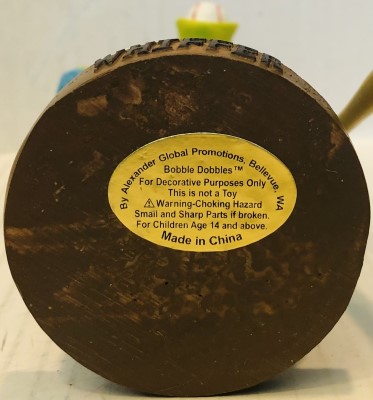 WHIFFER
By Alexander Global Promotions, Bellevue, WA
Bobble Dobbles™
For Decorative Purposes Only
This is not a Toy
⚠Warning-Choking Hazard
Small and Sharp Parts if broken.
For Children Age 14 and above.
Made in China